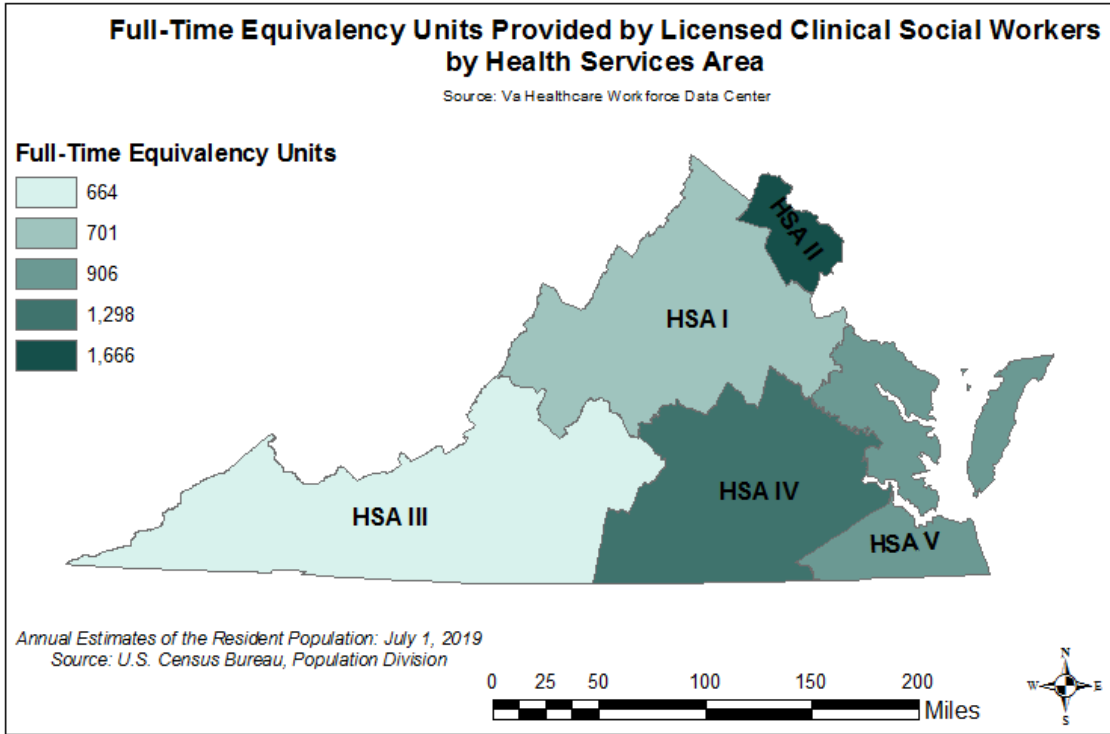 Full-Time Equivalency Units Provided by Licensed Clinical Social Workers
by Health Services Area
Source: Va Healthcare Workforce Data Center
Full-Time Equivalency Units
664
701
906
1,298
1,666
HSA II
HSA I
HSA III
HSA IV
HSA V
Annual Estimates of the Resident Population: July 1, 2019
Source: U.S. Census Bureau, Population Division
0 25 50 100 150 200
Miles
N
W E
S